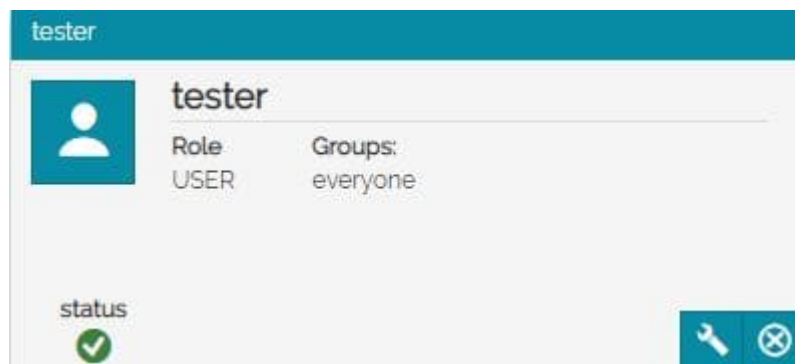 tester
tester
Role Groups:
USER everyone
status